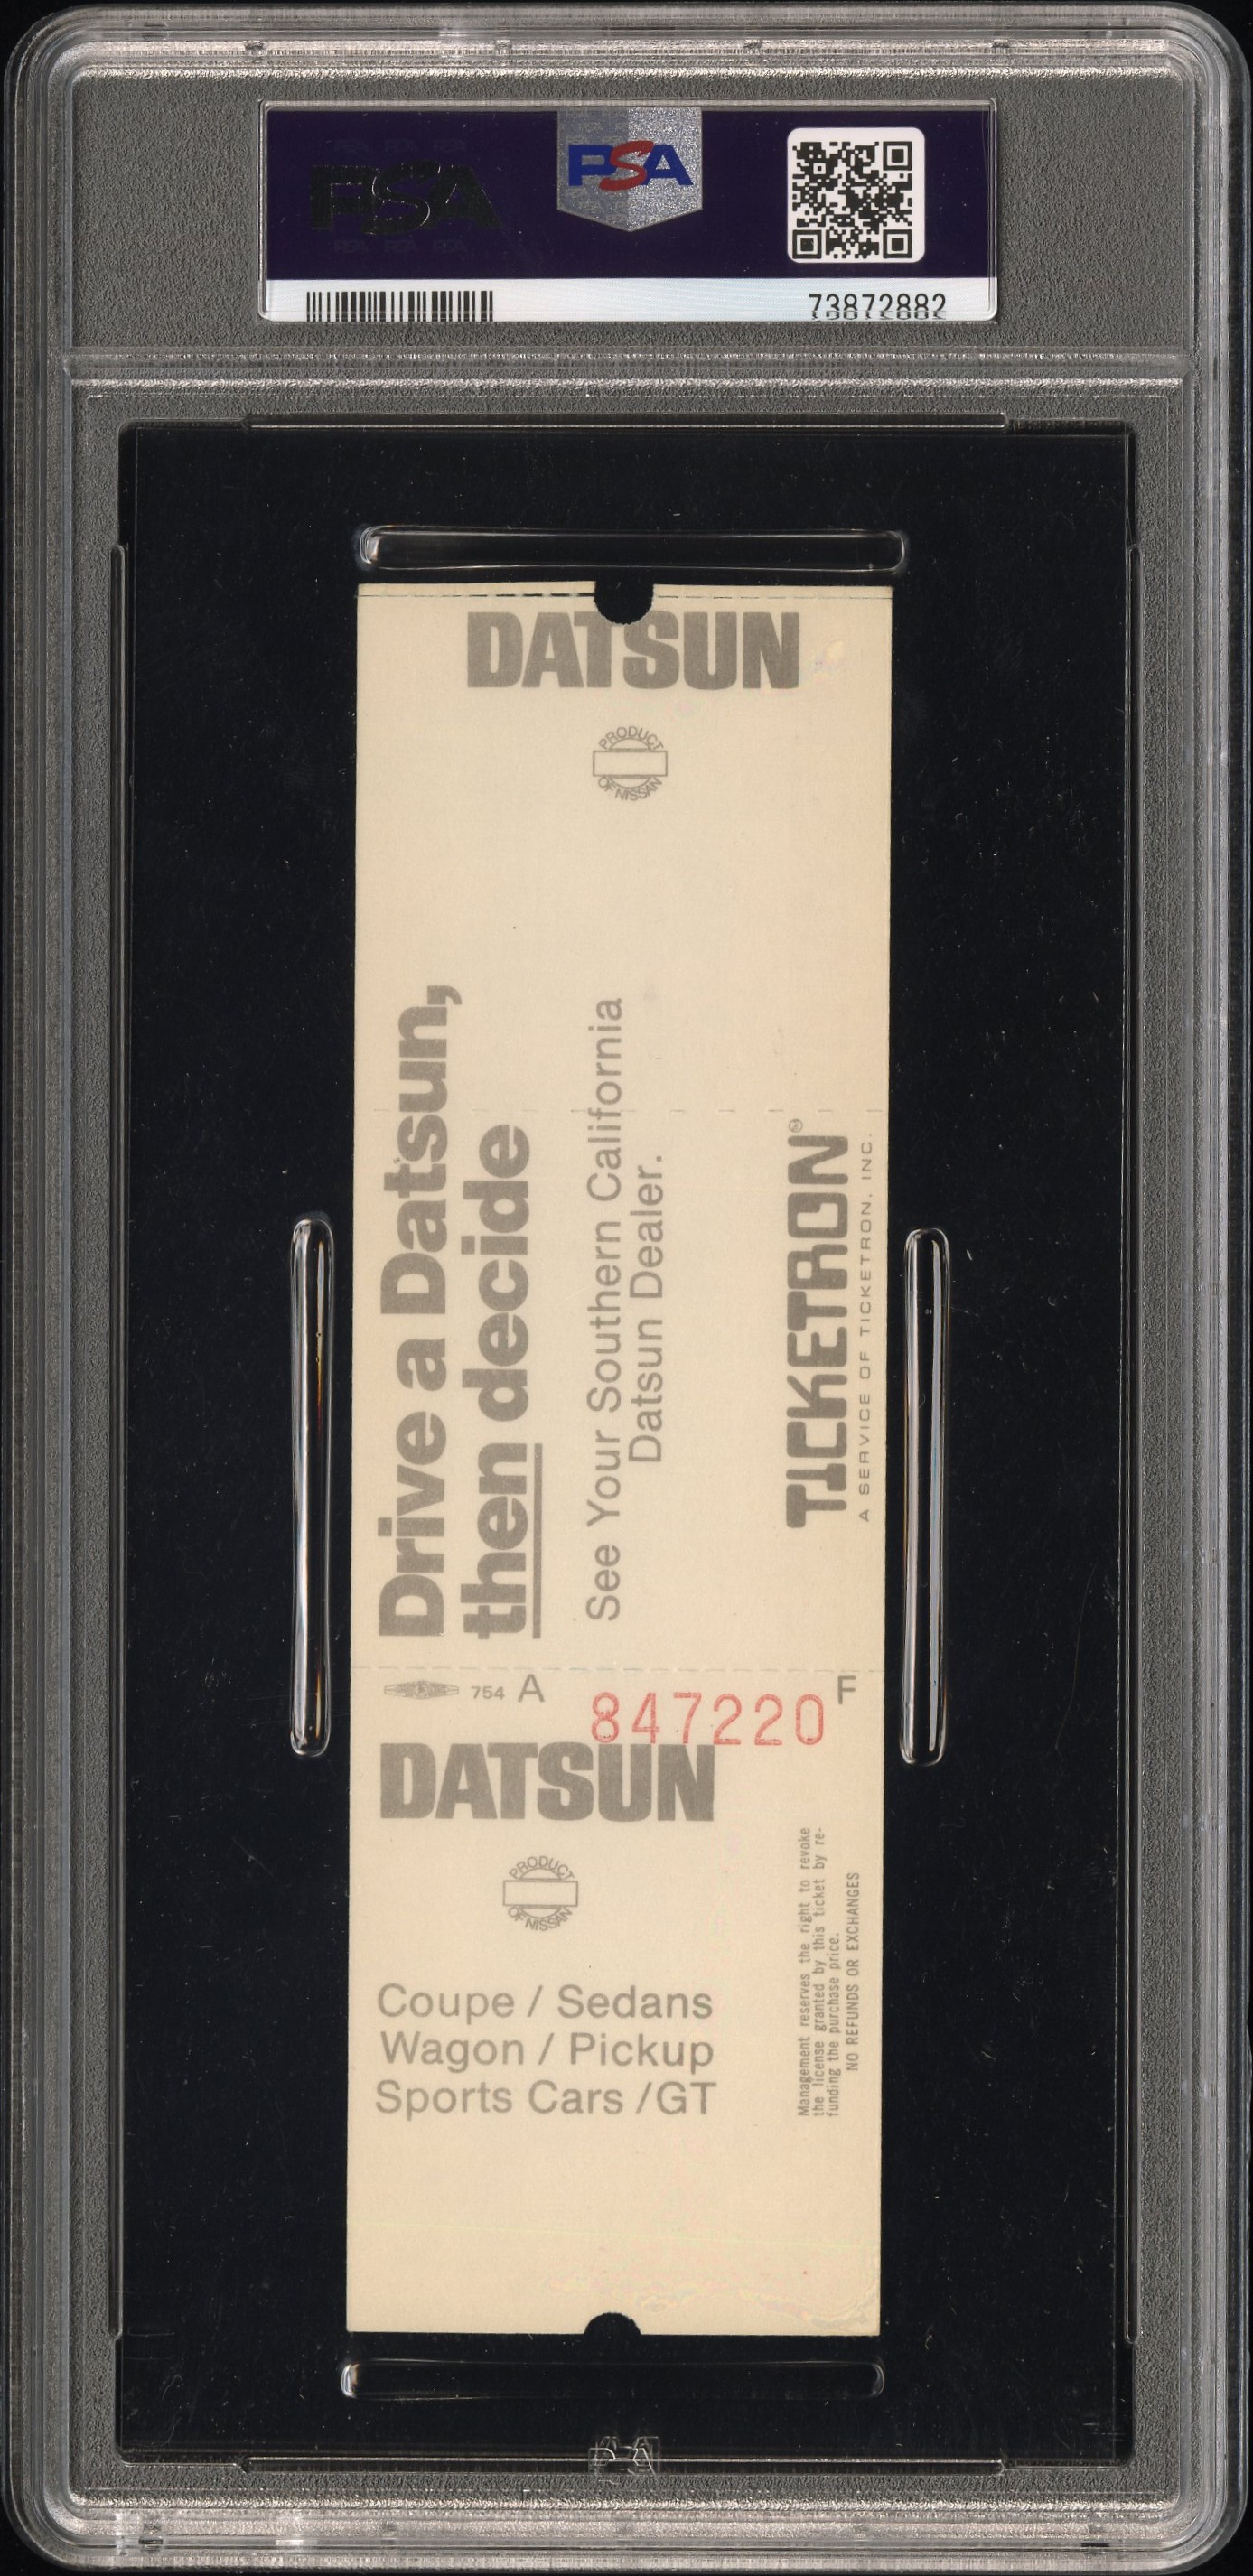 PSA
PSA
73872882
DATSUN
PRODUCT
OF NISSAN
Drive a Datsun,
then decide
See Your Southern California
Datsun Dealer.
TICKETRON®
A SERVICE OF TICKETRON, INC.
754 A
847220 F
DATSUN
PRODUCT
OF NISSAN
Coupe / Sedans
Wagon / Pickup
Sports Cars / GT
Management reserves the right to revoke
the license granted by this ticket by re-
funding the purchase price.
NO REFUNDS OR EXCHANGES
PSA